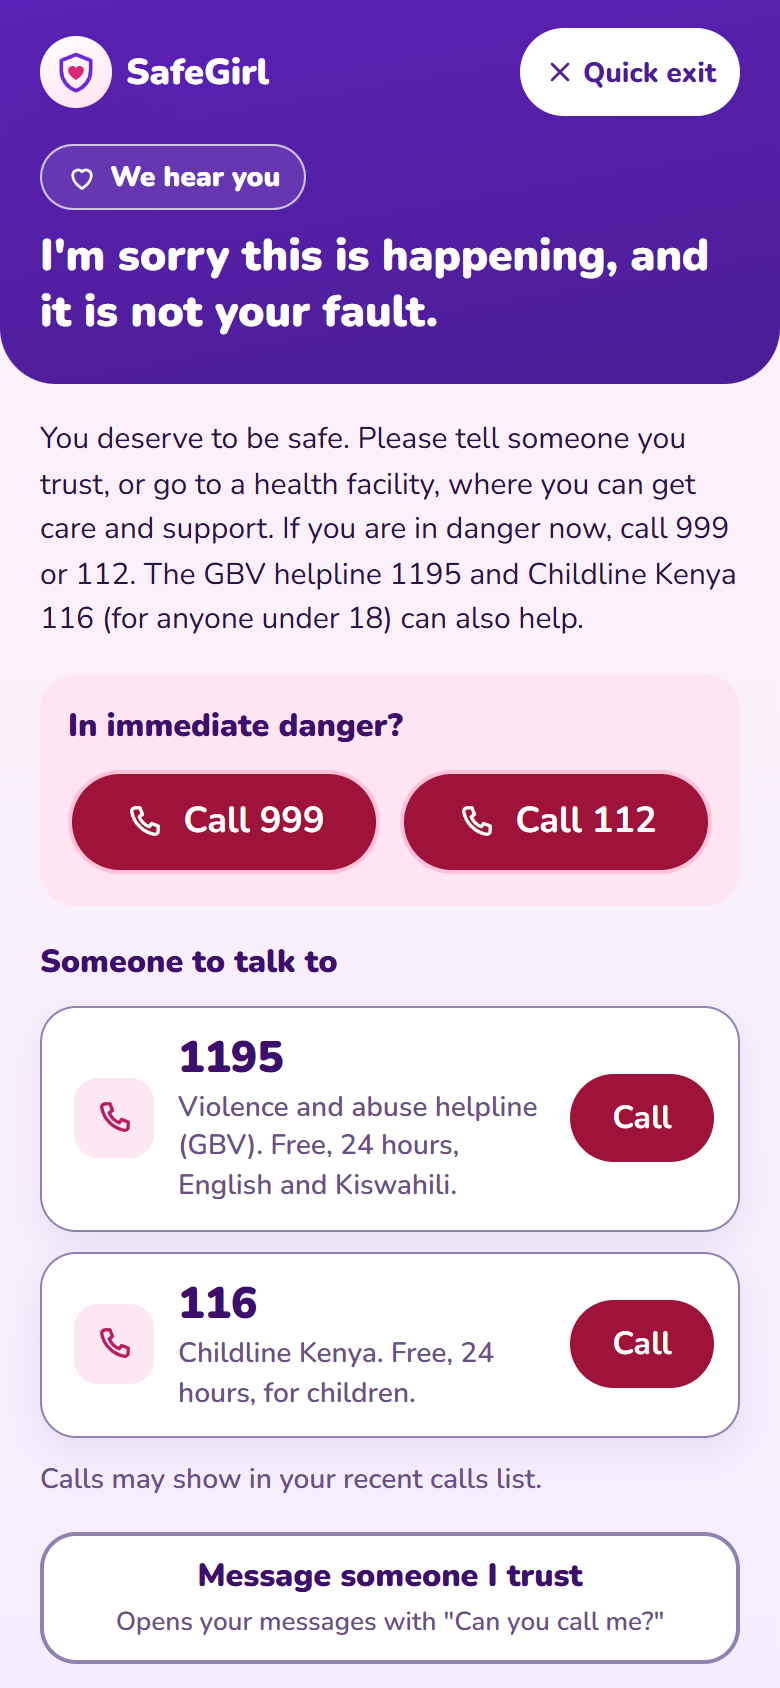 SafeGirl
Quick exit
We hear you
I'm sorry this is happening, and
it is not your fault.
You deserve to be safe. Please tell someone you
trust, or go to a health facility, where you can get
care and support. If you are in danger now, call 999
or 112. The GBV helpline 1195 and Childline Kenya
116 (for anyone under 18) can also help.
In immediate danger?
Call 999
Call 112
Someone to talk to
1195
Violence and abuse helpline
(GBV). Free, 24 hours,
English and Kiswahili.
Call
116
Childline Kenya. Free, 24
hours, for children.
Call
Calls may show in your recent calls list.
Message someone I trust
Opens your messages with "Can you call me?"